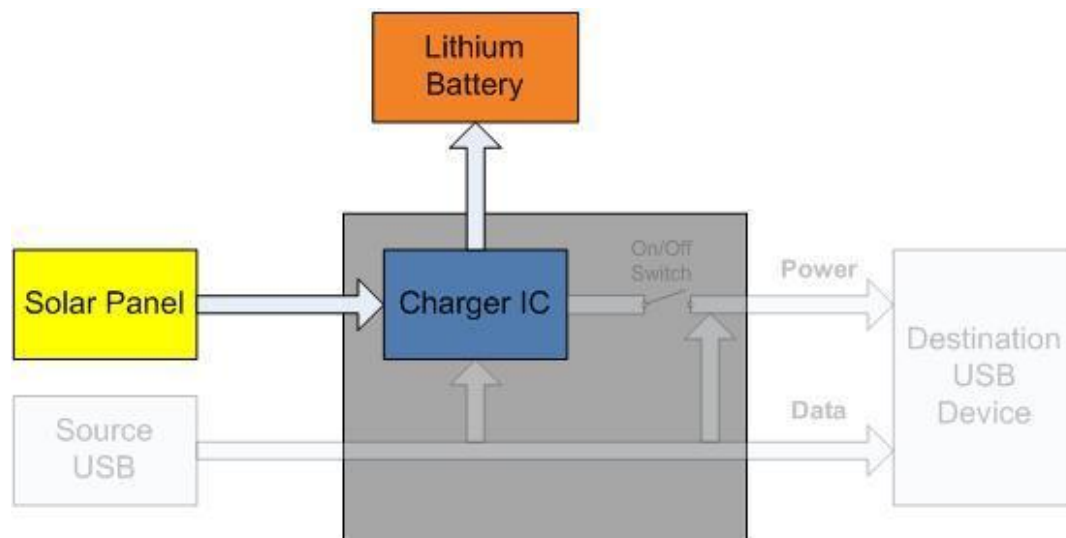 Lithium
Battery
On/Off
Switch
Power
Solar Panel
Charger IC
Destination
USB
Device
Data
Source
USB